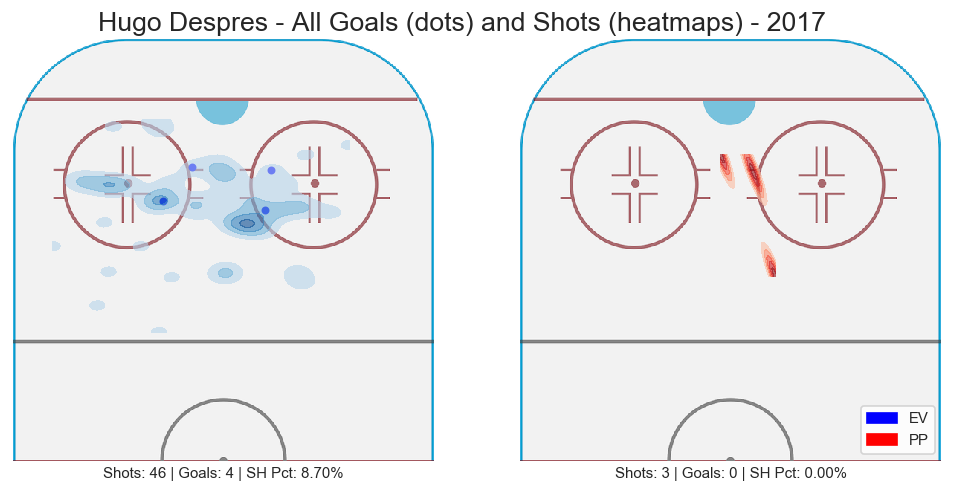 Hugo Despres - All Goals (dots) and Shots (heatmaps) - 2017
EV
PP
Shots: 46 | Goals: 4 | SH Pct: 8.70%
Shots: 3 | Goals: 0 | SH Pct: 0.00%